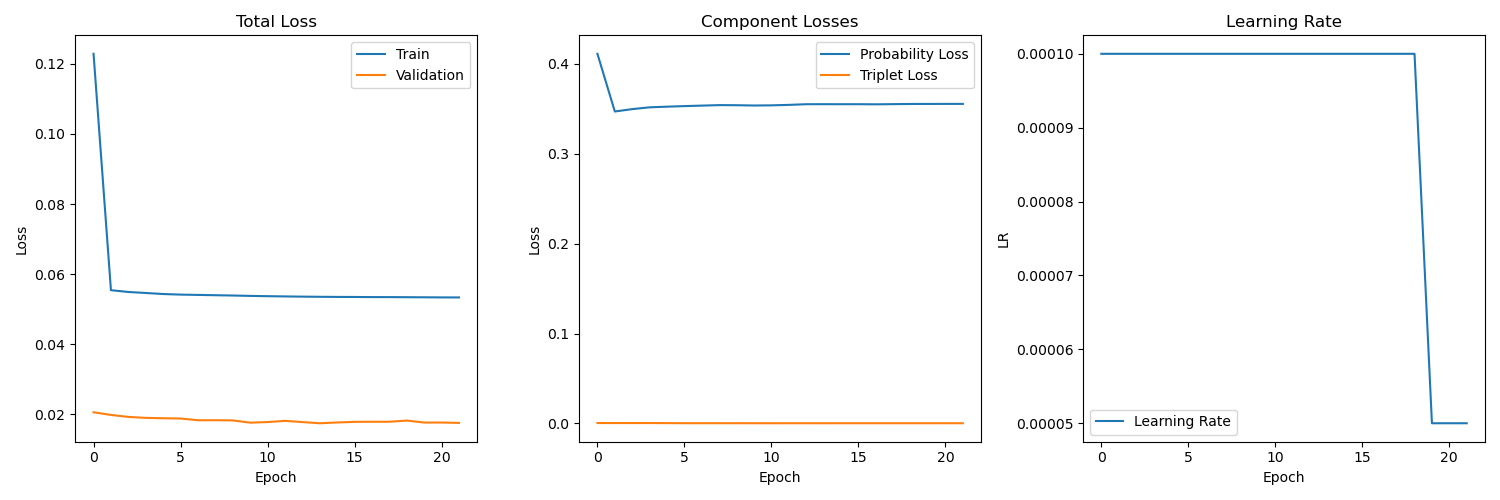 Total Loss
0.12
0.10
0.08
0.06
0.04
0.02
Loss
Train
Validation
0 5 10 15 20
Epoch
Component Losses
0.4
0.3
0.2
0.1
0.0
Loss
Probability Loss
Triplet Loss
0 5 10 15 20
Epoch
Learning Rate
0.00010
0.00009
0.00008
0.00007
0.00006
0.00005
LR
Learning Rate
0 5 10 15 20
Epoch